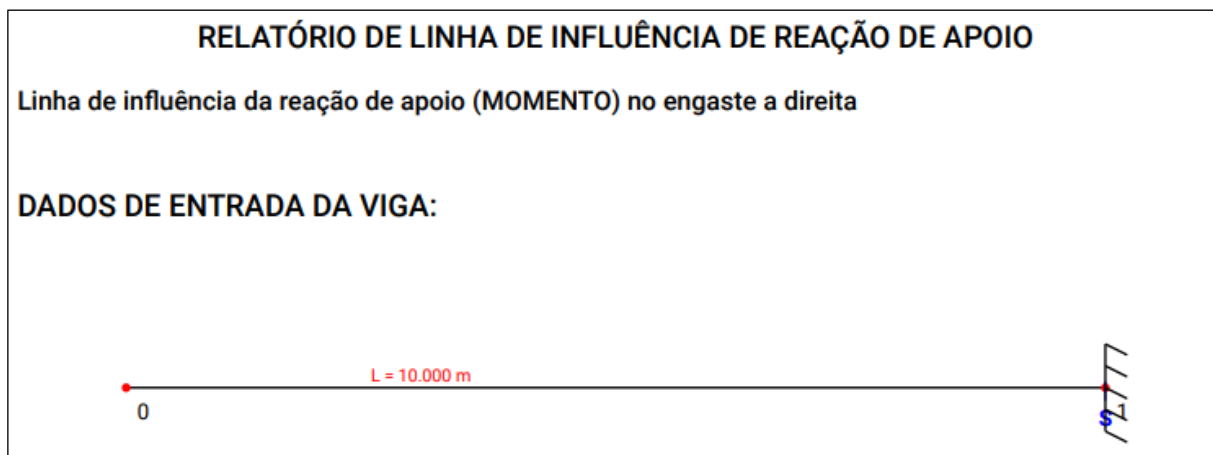 RELATÓRIO DE LINHA DE INFLUÊNCIA DE REAÇÃO DE APOIO
Linha de influência da reação de apoio (MOMENTO) no engaste a direita
DADOS DE ENTRADA DA VIGA:
L = 10.000 m
0
S 1